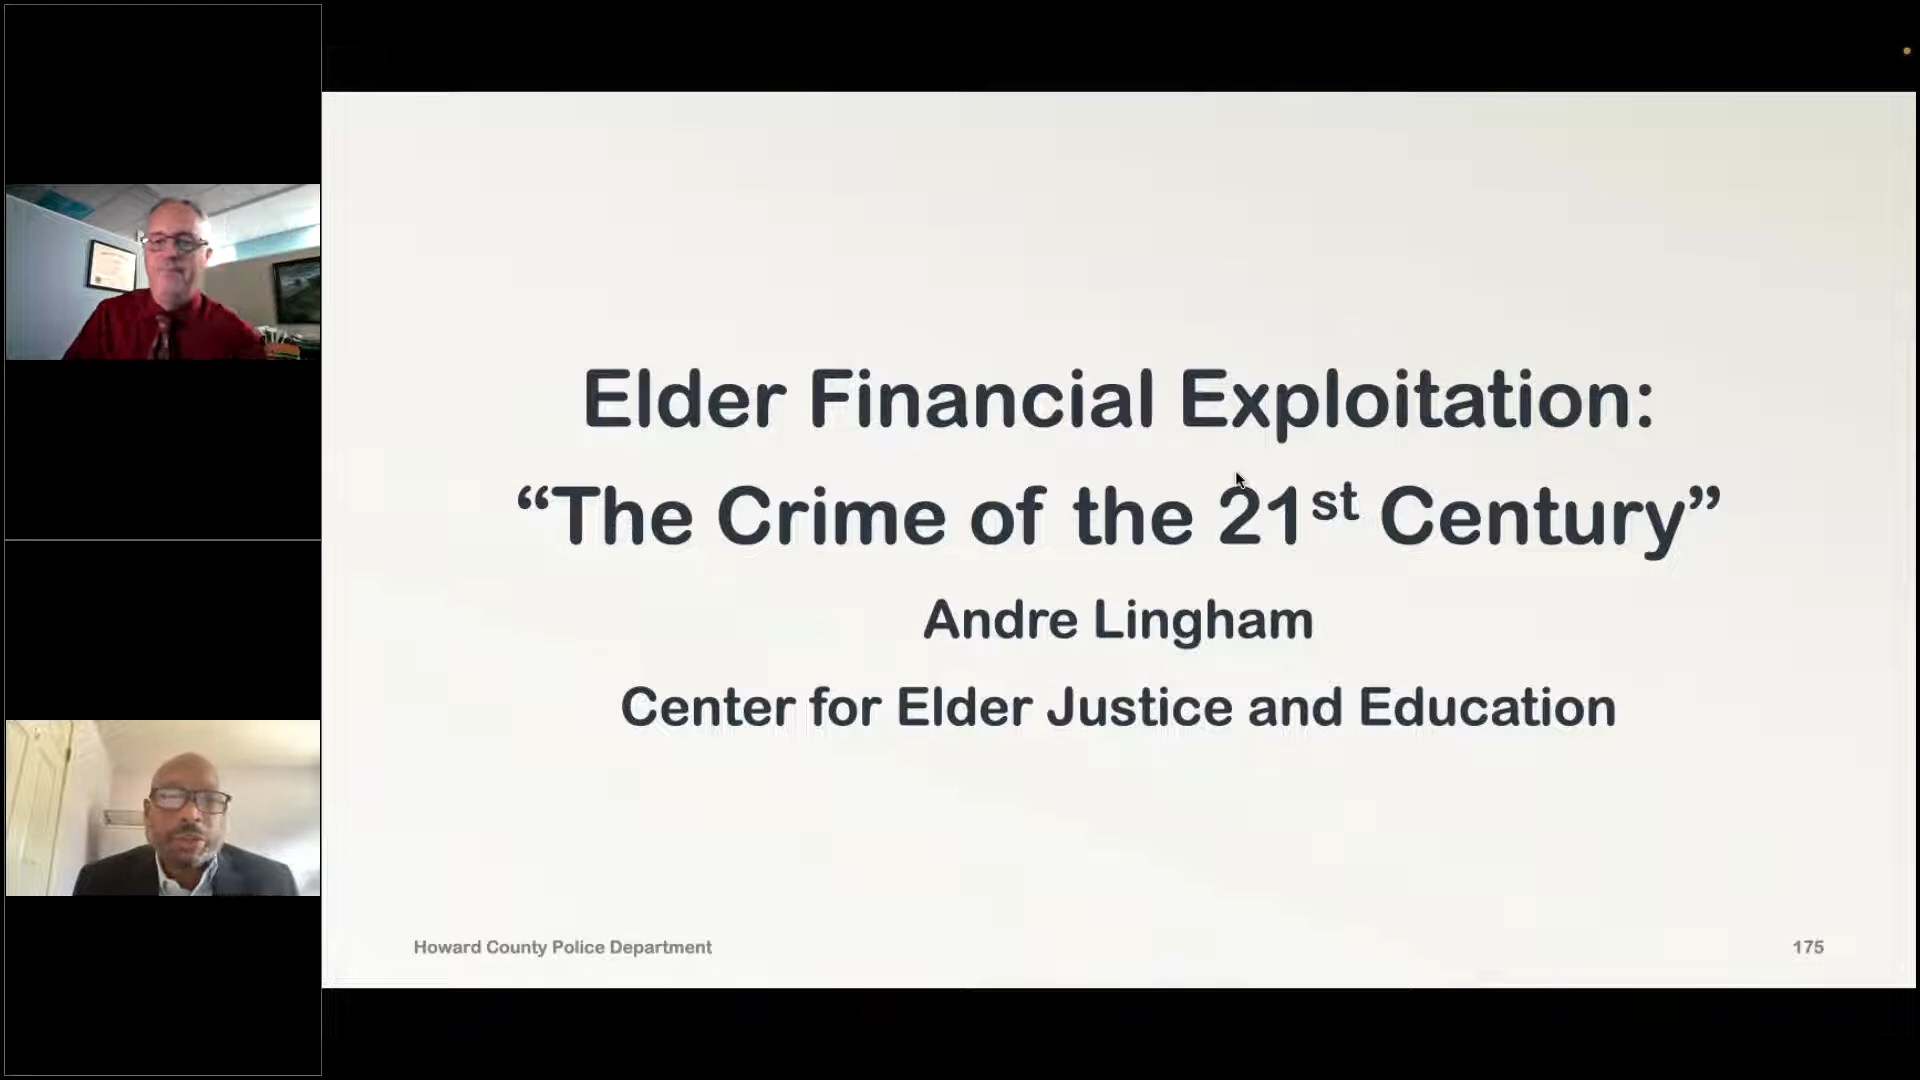 Elder Financial Exploitation:
“The Crime of the 21st Century”
Andre Lingham
Center for Elder Justice and Education
Howard County Police Department
175